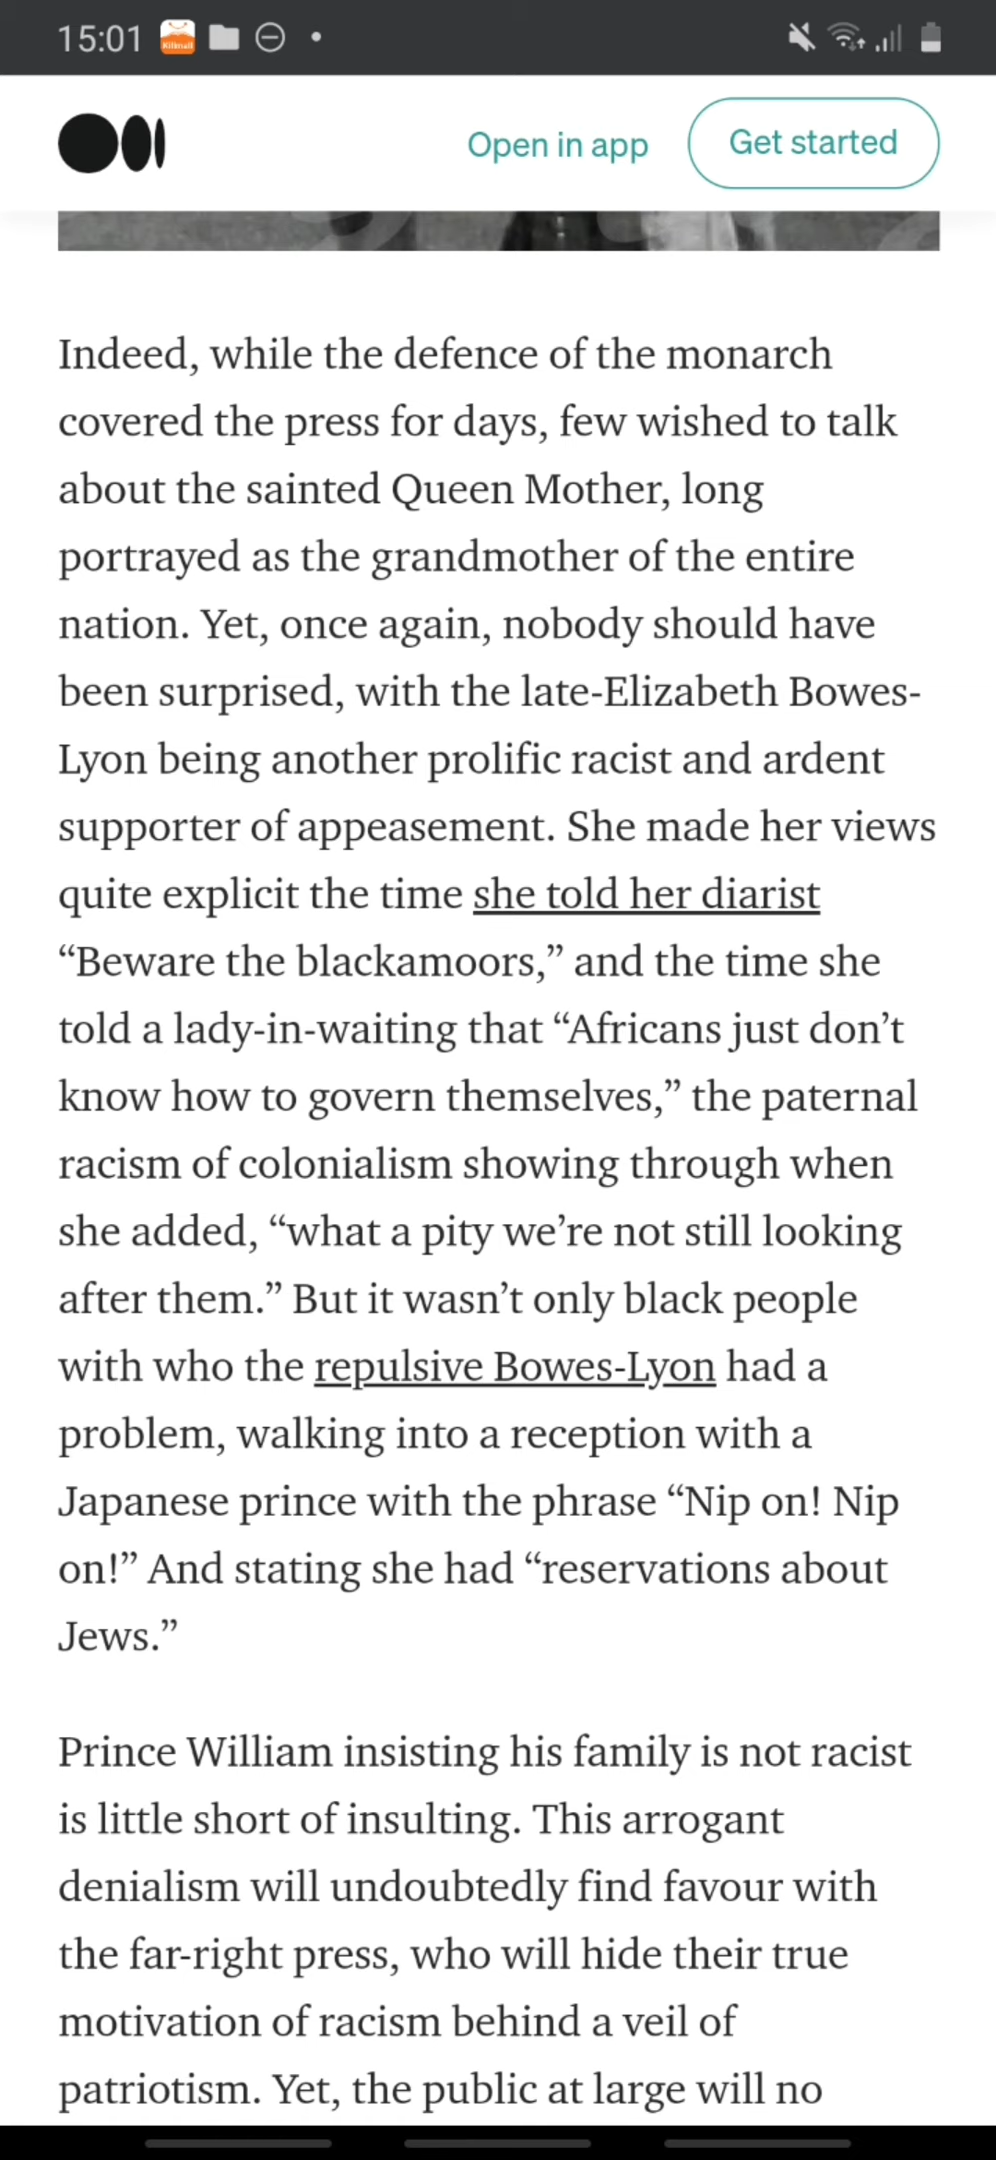 15:01
Kilimall
Open in app
Get started
Indeed, while the defence of the monarch
covered the press for days, few wished to talk
about the sainted Queen Mother, long
portrayed as the grandmother of the entire
nation. Yet, once again, nobody should have
been surprised, with the late-Elizabeth Bowes-
Lyon being another prolific racist and ardent
supporter of appeasement. She made her views
quite explicit the time she told her diarist
“Beware the blackamoors,” and the time she
told a lady-in-waiting that “Africans just don’t
know how to govern themselves,” the paternal
racism of colonialism showing through when
she added, “what a pity we’re not still looking
after them.” But it wasn’t only black people
with who the repulsive Bowes-Lyon had a
problem, walking into a reception with a
Japanese prince with the phrase “Nip on! Nip
on!” And stating she had “reservations about
Jews.”
Prince William insisting his family is not racist
is little short of insulting. This arrogant
denialism will undoubtedly find favour with
the far-right press, who will hide their true
motivation of racism behind a veil of
patriotism. Yet, the public at large will no